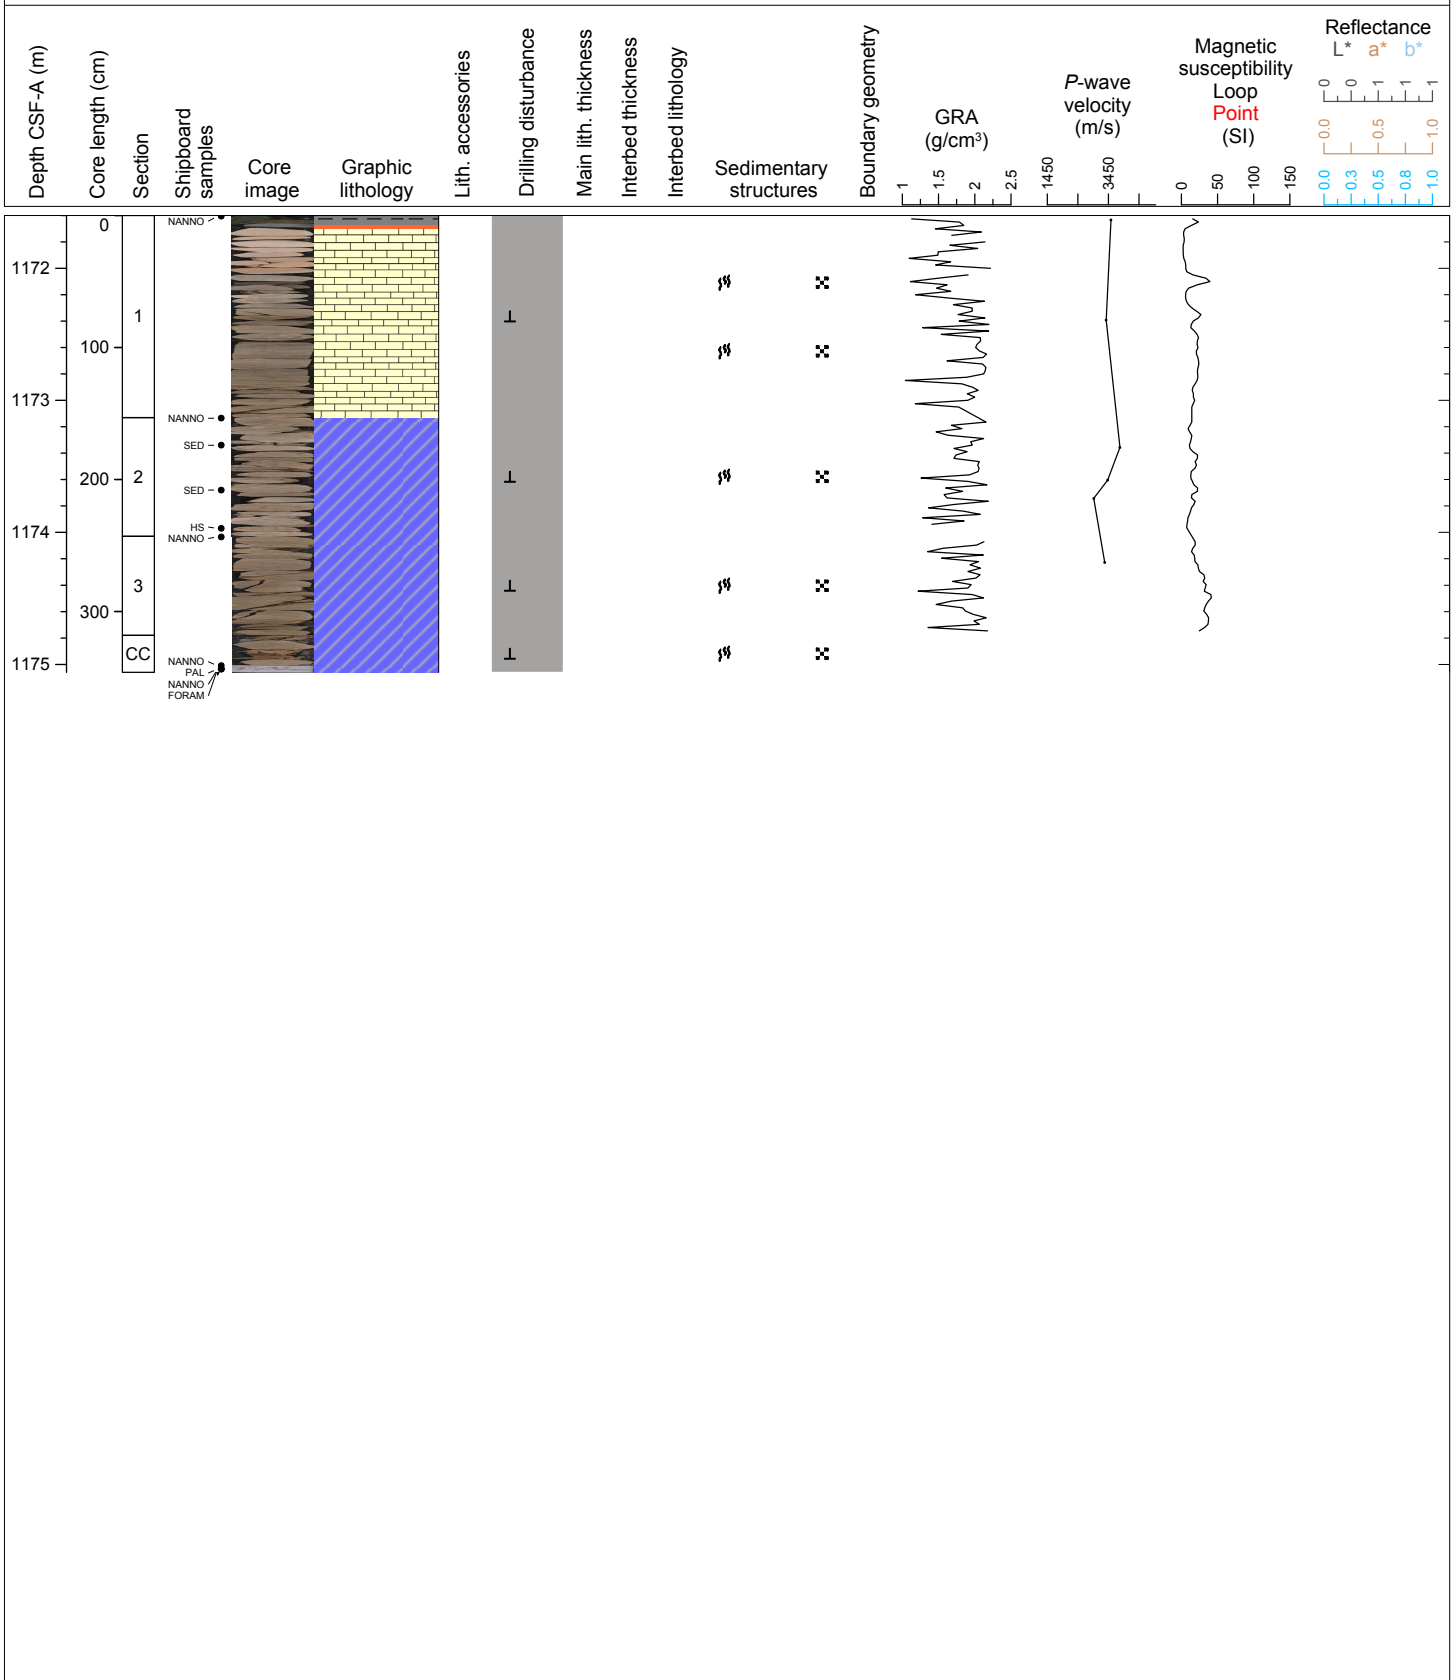 Depth CSF-A (m)
Core length (cm)
Section
Shipboard
samples
Core
image
Graphic
lithology
Lith. accessories
Drilling disturbance
Main lith. thickness
Interbed thickness
Interbed lithology
Sedimentary
structures
Boundary geometry
GRA
(g/cm³)
1 1.5 2 2.5
P-wave
velocity
(m/s)
1450 3450
Magnetic
susceptibility
Loop
Point
(SI)
0 50 100 150
Reflectance
L* a* b*
0 0 1 1 1
0.0 0.5 1.0
0.0 0.3 0.5 0.8 1.0
0
NANNO
1172
1
100
1173
NANNO
SED
200
2
SED
HS
1174
NANNO
3
300
CC
1175
NANNO
PAL
NANNO
FORAM